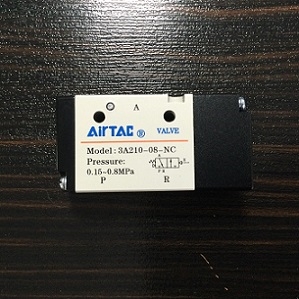 A
AirTAC ® VALVE
Model: 3A210-08-NC
Pressure:
0.15~0.8MPa
P R